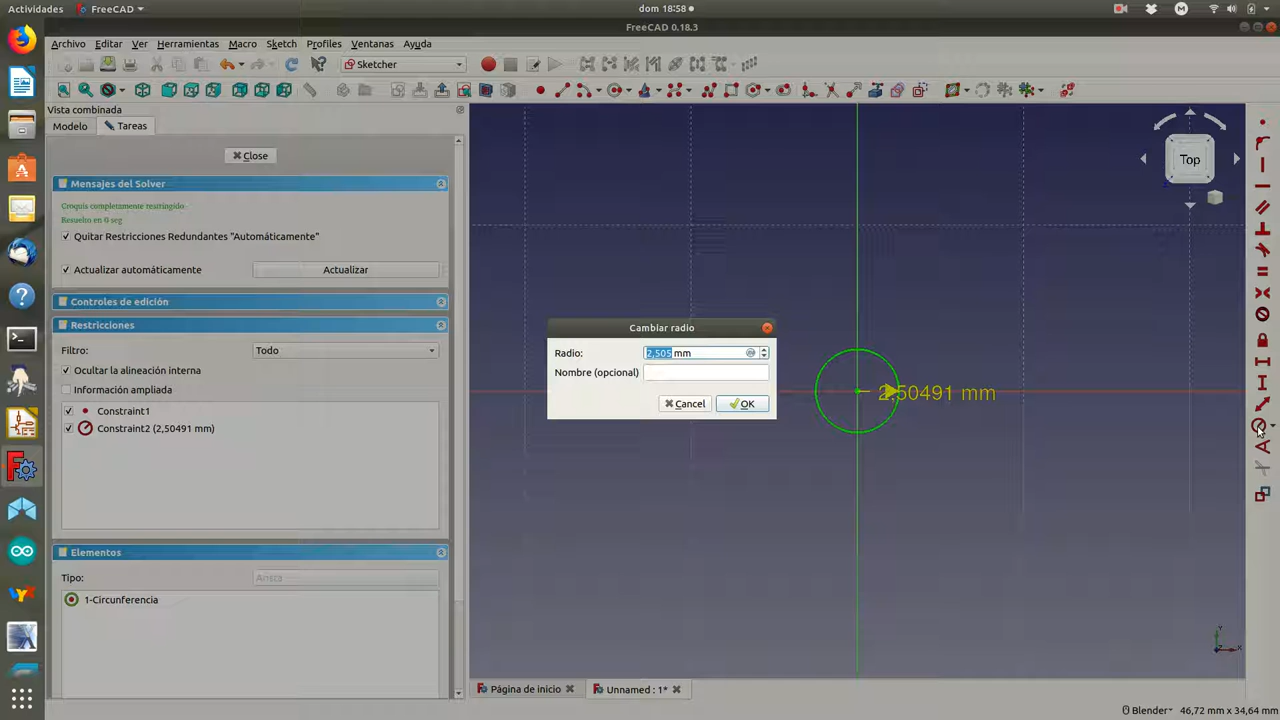 Actividades
FreeCAD
dom 18:58
FreeCAD 0.18.3
Archivo Editar Ver Herramientas Macro Sketch Profiles Ventanas Ayuda
Sketcher
Vista combinada
Modelo Tareas
Close
Mensajes del Solver
Croquis completamente restringido
Resuelto en 0 seg
Quitar Restricciones Redundantes "Automáticamente"
Actualizar automáticamente
Actualizar
Controles de edición
Restricciones
Filtro:
Todo
Ocultar la alineación interna
Información ampliada
Constraint1
Constraint2 (2,50491 mm)
Elementos
Tipo:
Arista
1-Circunferencia
Top
Cambiar radio
Radio:
2,505 mm
Nombre (opcional)
Cancel
OK
2,50491 mm
Página de inicio
Unnamed : 1*
Blender
46,72 mm x 34,64 mm